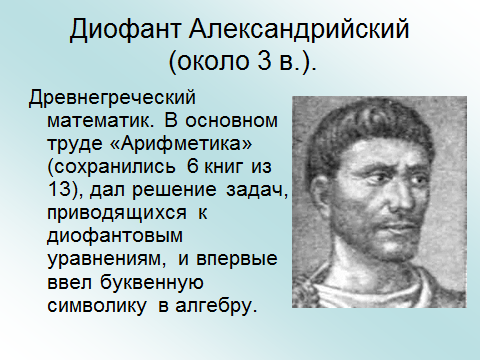 Диофант Александрийский
(около 3 в.).
Древнегреческий
математик. В основном
труде «Арифметика»
(сохранились 6 книг из
13), дал решение задач,
приводящихся к
диофантовым
уравнениям, и впервые
ввел буквенную
символику в алгебру.